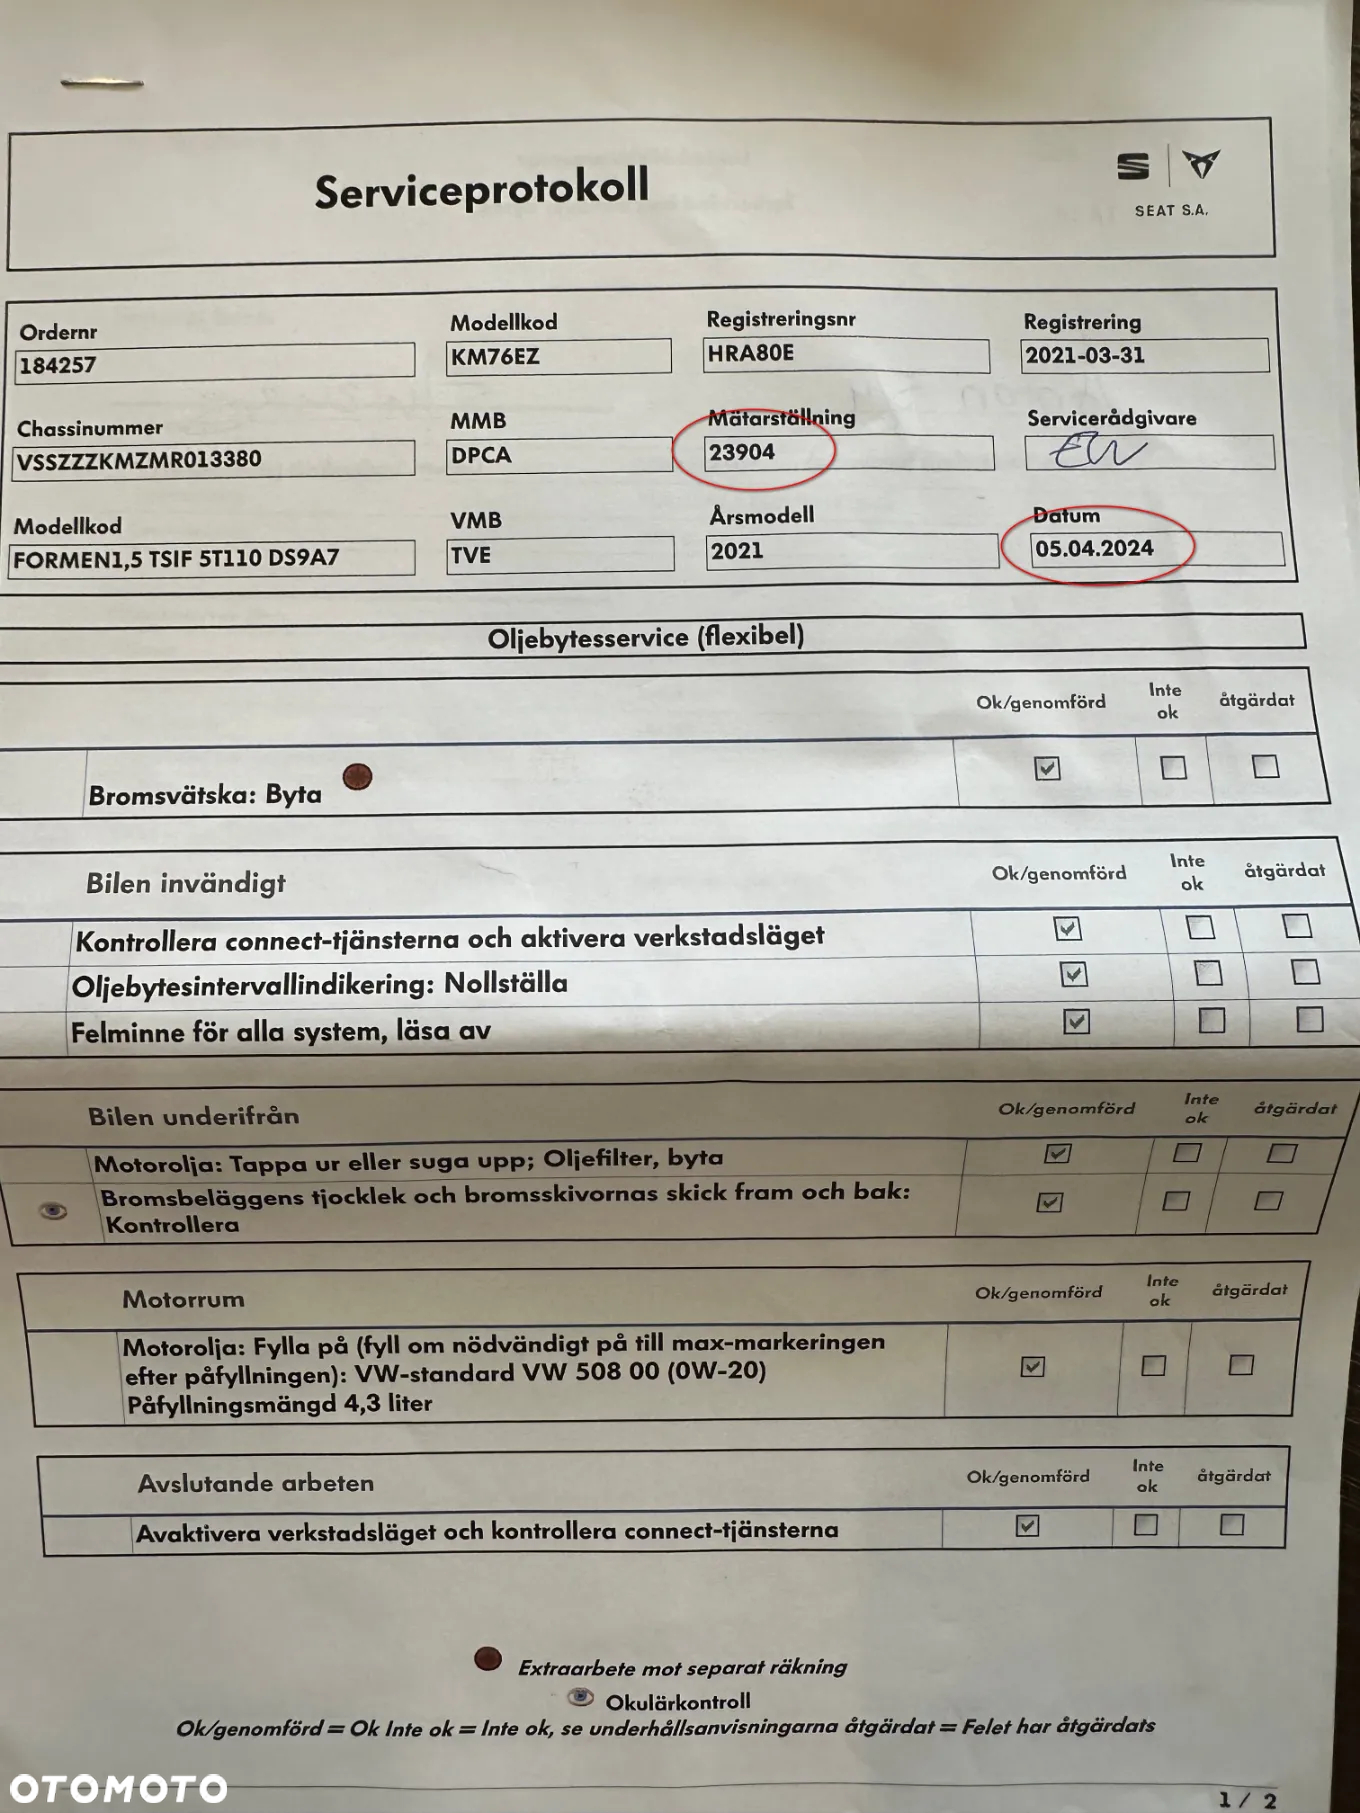 Serviceprotokoll
SEAT S.A.
Ordernr
184257
Modellkod
KM76EZ
Registreringsnr
HRA80E
Registrering
2021-03-31
Chassinummer
VSSZZZKMZMR013380
MMB
DPCA
Mätarställning
23904
Servicerådgivare
Modellkod
FORMEN1,5 TSIF 5T110 DS9A7
VMB
TVE
Årsmodell
2021
Datum
05.04.2024
Oljebytesservice (flexibel)
Ok/genomförd
Inte
ok
åtgärdat
Bromsvätska: Byta
Bilen invändigt
Ok/genomförd
Inte
ok
åtgärdat
Kontrollera connect-tjänsterna och aktivera verkstadsläget
Oljebytesintervallindikering: Nollställa
Felminne för alla system, läsa av
Bilen underifrån
Ok/genomförd
Inte
ok
åtgärdat
Motorolja: Tappa ur eller suga upp; Oljefilter, byta
Bromsbeläggens tjocklek och bromsskivornas skick fram och bak:
Kontrollera
Motorrum
Ok/genomförd
Inte
ok
åtgärdat
Motorolja: Fylla på (fyll om nödvändigt på till max-markeringen
efter påfyllningen): VW-standard VW 508 00 (0W-20)
Påfyllningsmängd 4,3 liter
Avslutande arbeten
Ok/genomförd
Inte
ok
åtgärdat
Avaktivera verkstadsläget och kontrollera connect-tjänsterna
Extraarbete mot separat räkning
Okulärkontroll
Ok/genomförd = Ok Inte ok = Inte ok, se underhållsanvisningarna åtgärdat = Felet har åtgärdats
OTOMOTO
1 / 2